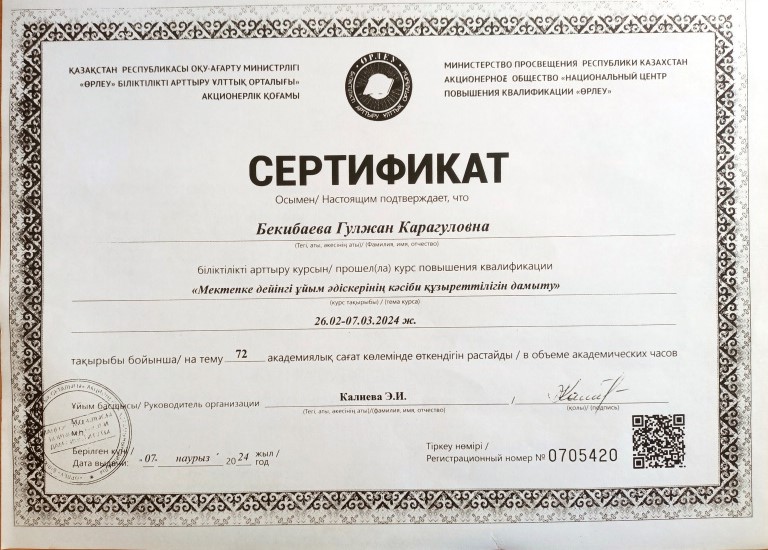 ҚАЗАҚСТАН РЕСПУБЛИКАСЫ ОҚУ-АҒАРТУ МИНИСТРЛІГІ
«ӨРЛЕУ» БІЛІКТІЛІКТІ АРТТЫРУ ҰЛТТЫҚ ОРТАЛЫҒЫ»
АКЦИОНЕРЛІК ҚОҒАМЫ
ӨРЛЕУ
БІЛІКТІЛІКТІ АРТТЫРУ ҰЛТТЫҚ ОРТАЛЫҒЫ
МИНИСТЕРСТВО ПРОСВЕЩЕНИЯ РЕСПУБЛИКИ КАЗАХСТАН
АКЦИОНЕРНОЕ ОБЩЕСТВО «НАЦИОНАЛЬНЫЙ ЦЕНТР
ПОВЫШЕНИЯ КВАЛИФИКАЦИИ «ӨРЛЕУ»
СЕРТИФИКАТ
Осымен/ Настоящим подтверждает, что
Бекибаева Гулжан Карагуловна
(Тегі, аты, әкесінің аты)/ (Фамилия, имя, отчество)
біліктілікті арттыру курсын/ прошел(ла) курс повышения квалификации
«Мектепке дейінгі ұйым әдіскерінің кәсіби құзыреттілігін дамыту»
(курс тақырыбы) / (тема курса)
26.02-07.03.2024 ж.
тақырыбы бойынша/ на тему 72 академиялық сағат көлемінде өткендігін растайды / в объеме академических часов
Ұйым басшысы/ Руководитель организации Калиева Э.И.
(Тегі, аты, әкесінің аты)/(фамилия, имя, отчество)
(қолы)/ (подпись)
М.П.
Берілген күні/
Дата выдачи: «07» наурыз 2024 жыл / год
Тіркеу нөмірі /
Регистрационный номер № 0705420